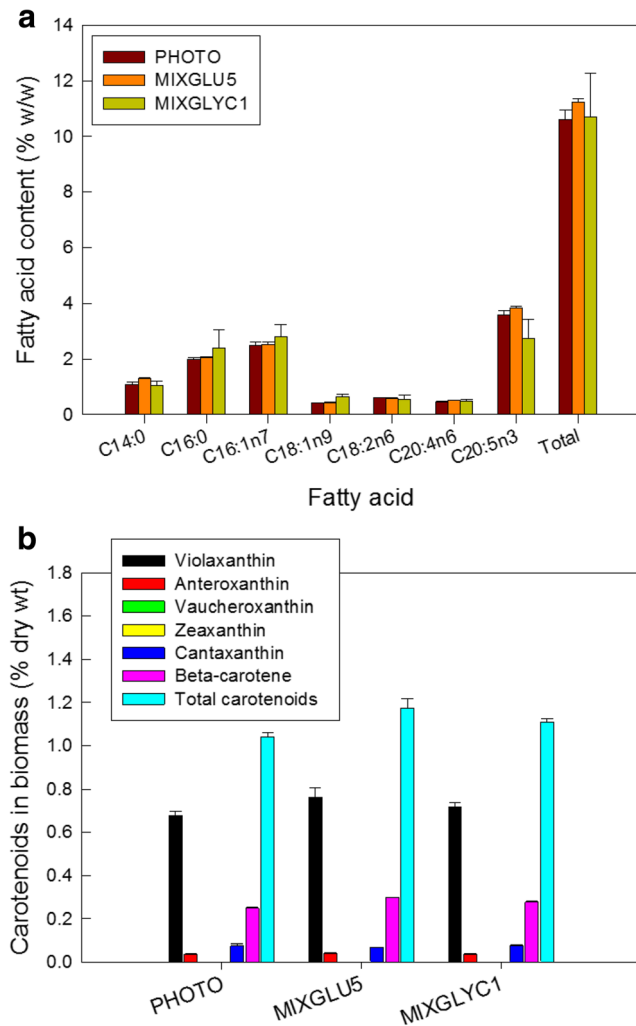 a
14
12
10
8
6
4
2
0
Fatty acid content (% w/w)
PHOTO
MIXGLU5
MIXGLYC1
C14:0
C16:0
C16:1n7
C18:1n9
C18:2n6
C20:4n6
C20:5n3
Total
Fatty acid
b
Violaxanthin
Anteroxanthin
Vaucheroxanthin
Zeaxanthin
Cantaxanthin
Beta-carotene
Total carotenoids
1.8
1.6
1.4
1.2
1.0
0.8
0.6
0.4
0.2
0.0
Carotenoids in biomass (% dry wt)
PHOTO
MIXGLU5
MIXGLYC1